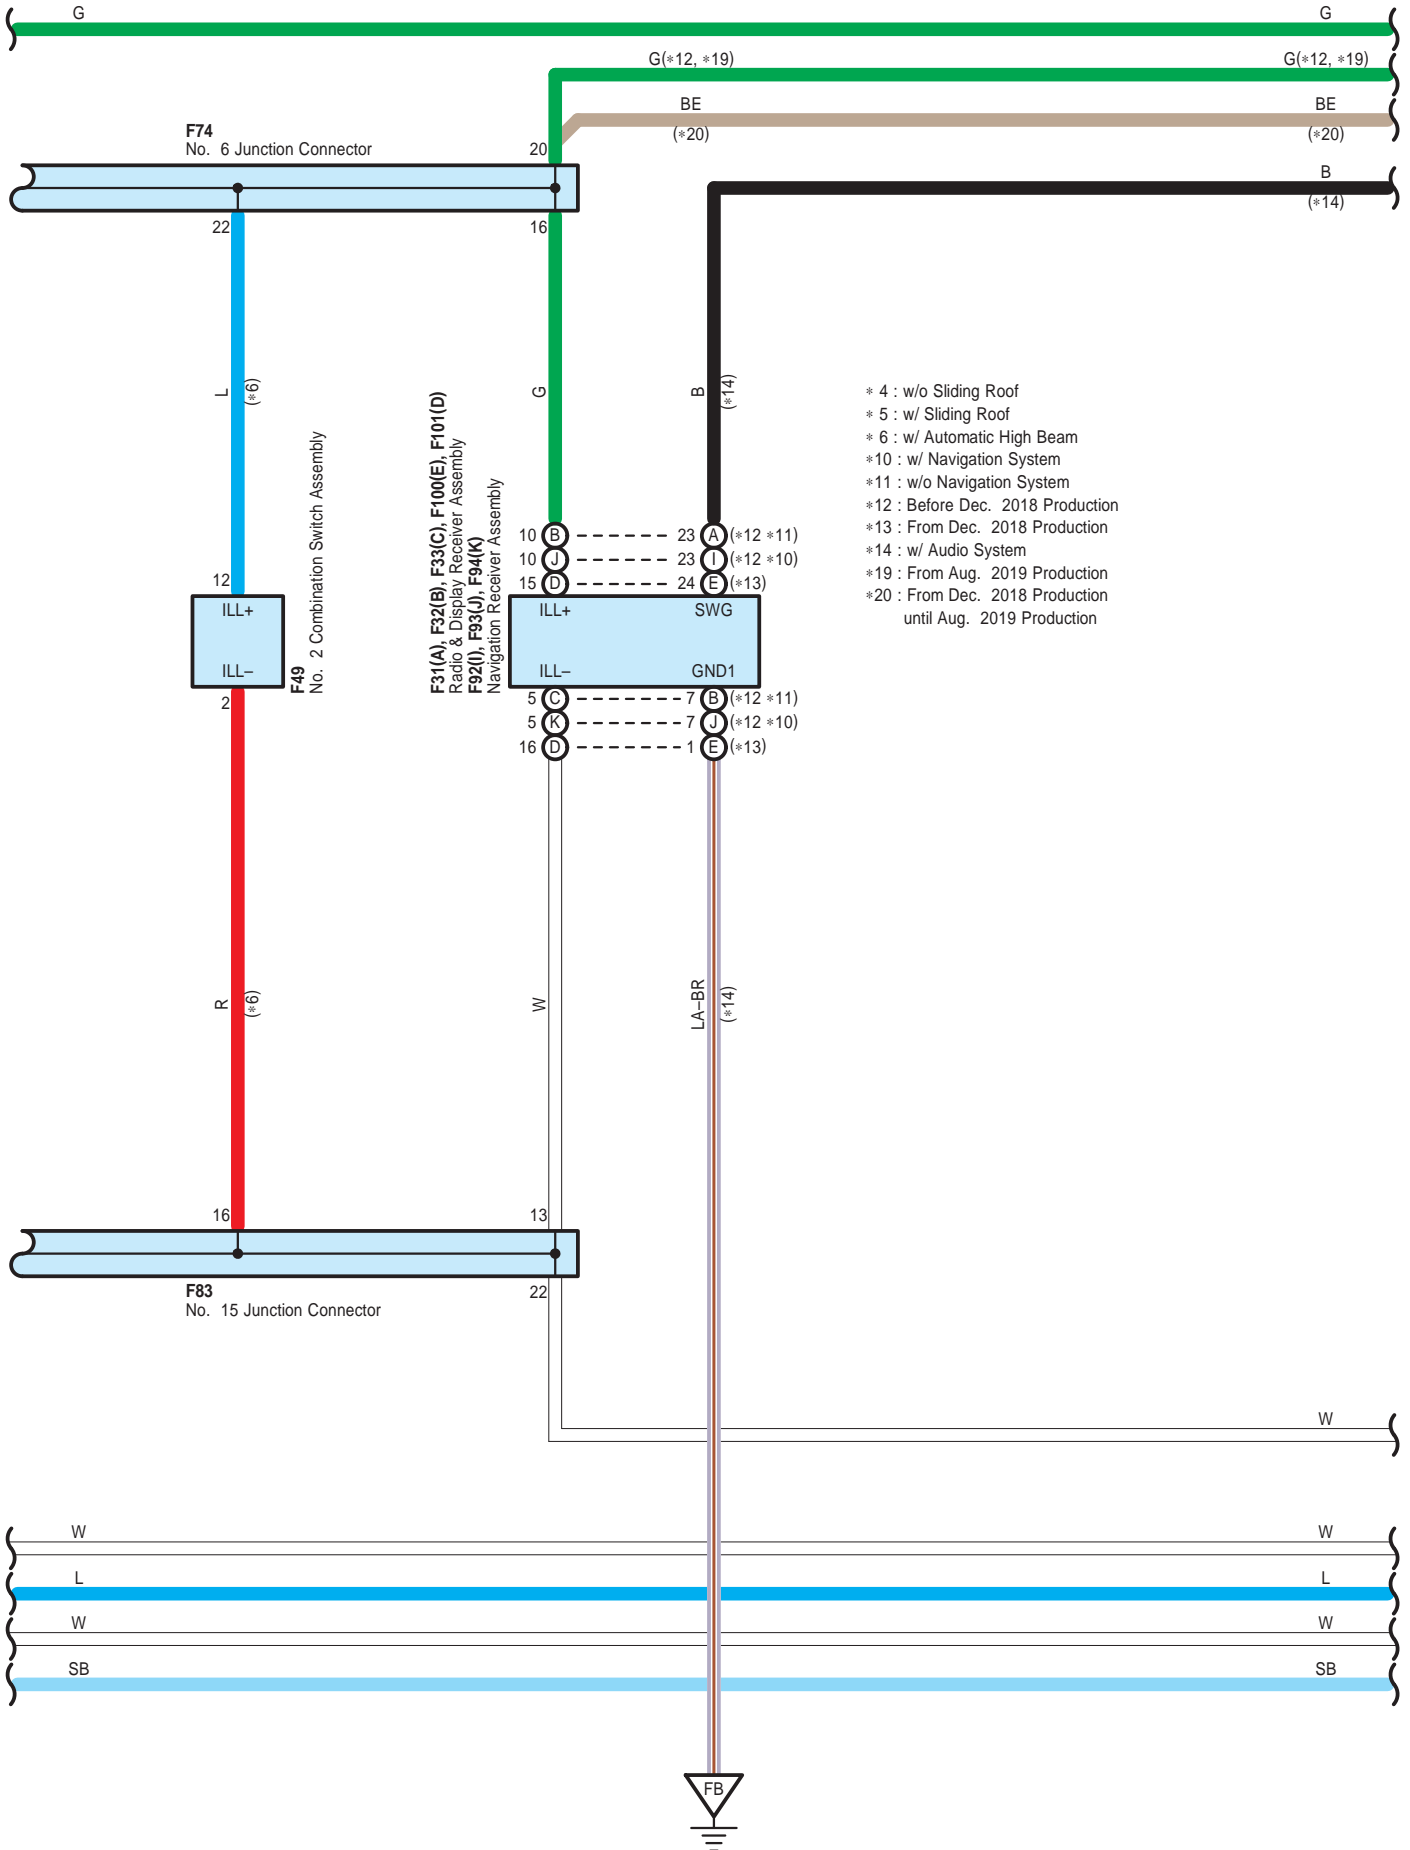 G G
G(*12, *19) G(*12, *19)
BE BE
(*20) (*20)
F74
No. 6 Junction Connector
20
B
(*14)
22 16
L
(*6)
G
B
(*14)
* 4 : w/o Sliding Roof
* 5 : w/ Sliding Roof
* 6 : w/ Automatic High Beam
*10 : w/ Navigation System
*11 : w/o Navigation System
*12 : Before Dec. 2018 Production
*13 : From Dec. 2018 Production
*14 : w/ Audio System
*19 : From Aug. 2019 Production
*20 : From Dec. 2018 Production
until Aug. 2019 Production
12
ILL+
ILL−
2
F49
No. 2 Combination Switch Assembly
F31(A), F32(B), F33(C), F100(E), F101(D)
Radio & Display Receiver Assembly
F92(I), F93(J), F94(K)
Navigation Receiver Assembly
10 B 23 A (*12 *11)
10 J 23 I (*12 *10)
15 D 24 E (*13)
ILL+ SWG
ILL− GND1
5 C 7 B (*12 *11)
5 K 7 J (*12 *10)
16 D 1 E (*13)
R
(*6)
W
LA−BR
(*14)
16 13
F83
No. 15 Junction Connector
22
W
W W
L L
W W
SB SB
FB